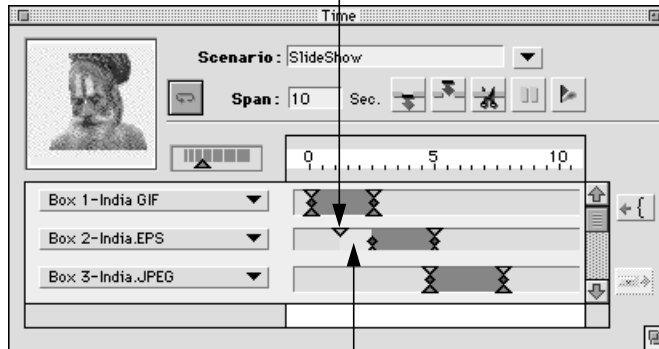 Time
Scenario: SlideShow
Span: 10 Sec.
0 5 10
Box 1-India GIF
Box 2-India.EPS
Box 3-India.JPEG